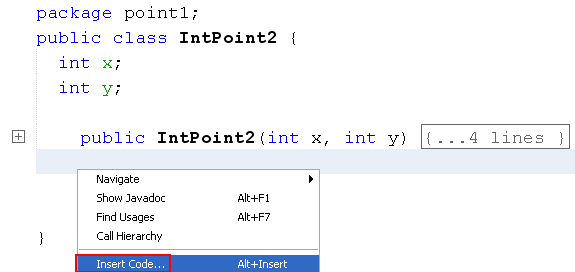 package point1;
public class IntPoint2 {
int x;
int y;
public IntPoint2(int x, int y) {...4 lines }
Navigate
Show Javadoc Alt+F1
Find Usages Alt+F7
Call Hierarchy
}
Insert Code... Alt+Insert